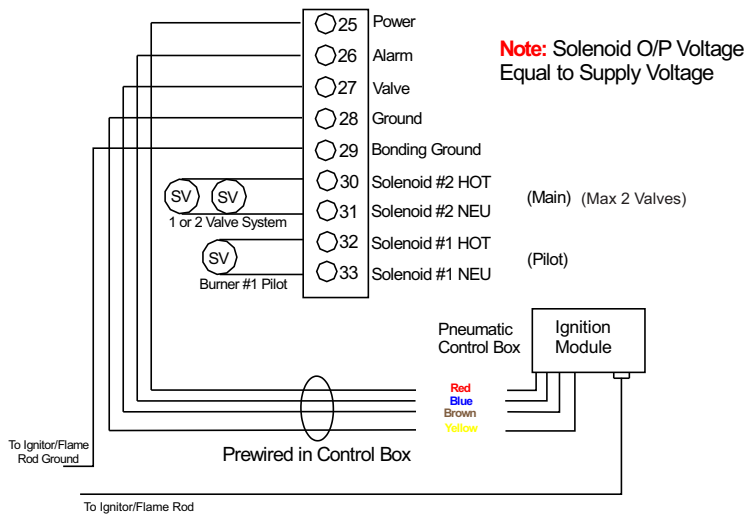 25 Power
26 Alarm
27 Valve
28 Ground
29 Bonding Ground
30 Solenoid #2 HOT
31 Solenoid #2 NEU
32 Solenoid #1 HOT
33 Solenoid #1 NEU
Note: Solenoid O/P Voltage
Equal to Supply Voltage
(Main) (Max 2 Valves)
(Pilot)
SV SV
1 or 2 Valve System
SV
Burner #1 Pilot
Pneumatic
Control Box
Ignition
Module
Red
Blue
Brown
Yellow
Prewired in Control Box
To Ignitor/Flame
Rod Ground
To Ignitor/Flame Rod